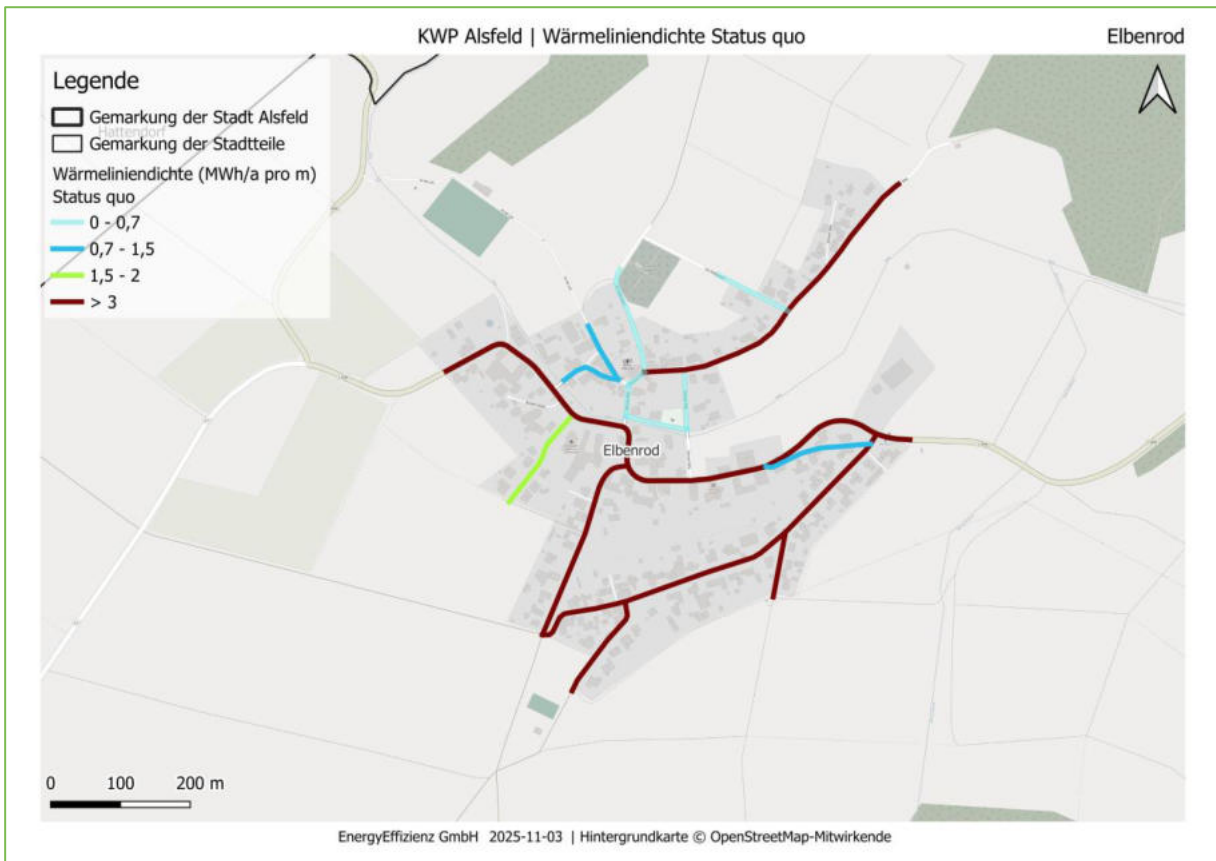 KWP Alsfeld | Wärmeliniendichte Status quo
Elbenrod
Legende
Gemarkung der Stadt Alsfeld
Hattendorf
Gemarkung der Stadtteile
Wärmeliniendichte (MWh/a pro m)
Status quo
0 - 0,7
0,7 - 1,5
1,5 - 2
> 3
Elbenrod
0 100 200 m
EnergyEffizienz GmbH 2025-11-03 | Hintergrundkarte © OpenStreetMap-Mitwirkende